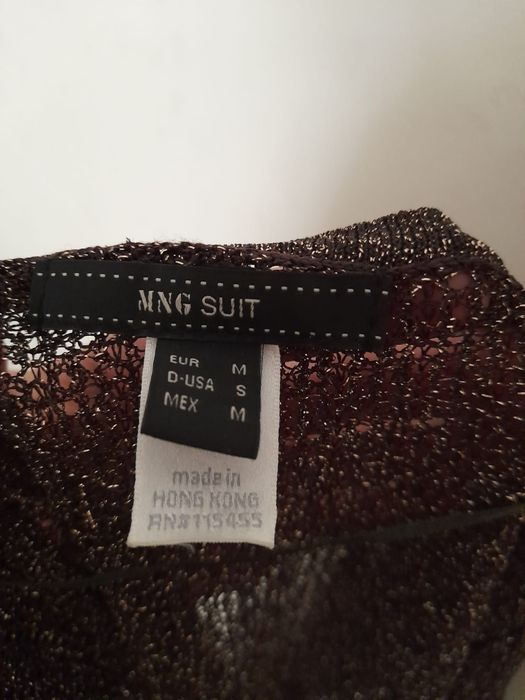 MNG SUIT
EUR M
D-USA S
MEX M
made in
HONG KONG
RN#115455